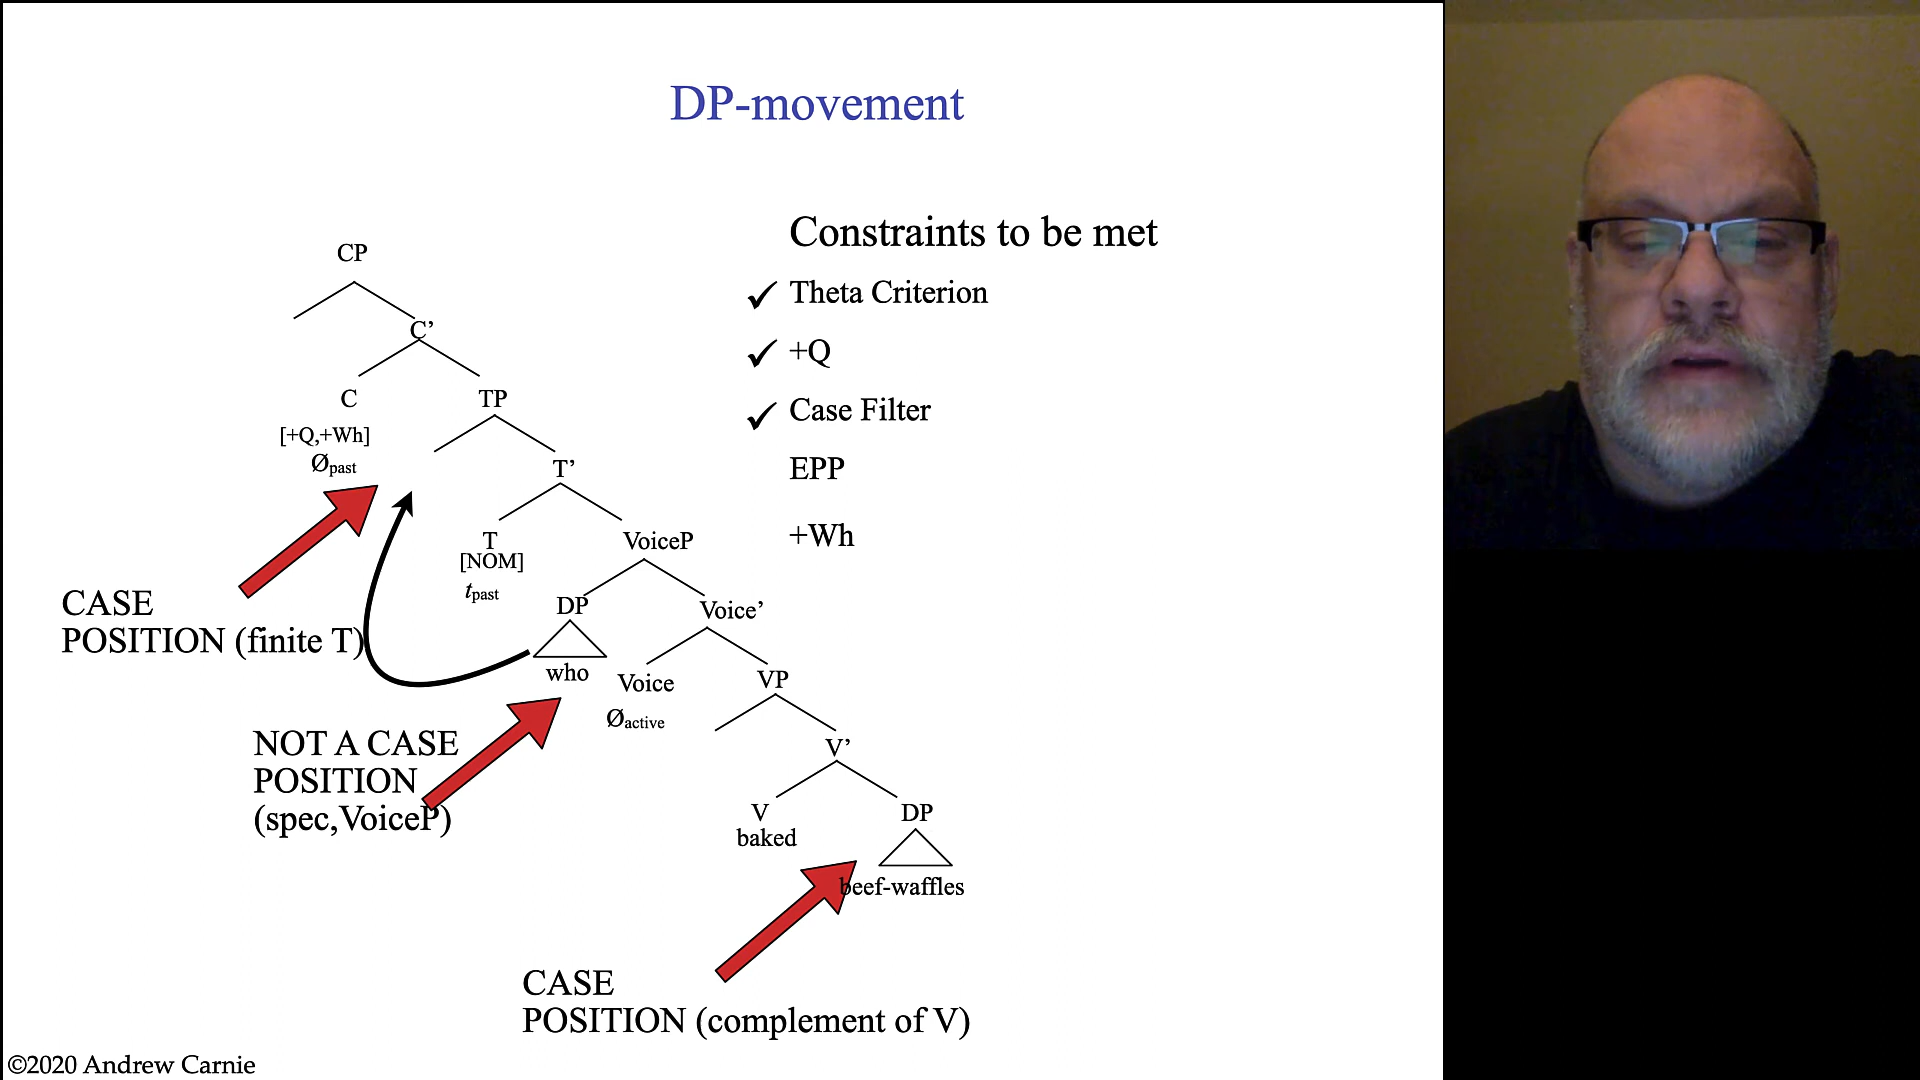 DP-movement
Constraints to be met
✓ Theta Criterion
✓ +Q
✓ Case Filter
EPP
+Wh
CP
C’
C
TP
[+Q,+Wh]
Øpast
T’
T
VoiceP
[NOM]
tpast
DP
Voice’
who
Voice
VP
Øactive
V’
V
DP
baked
beef-waffles
CASE
POSITION (finite T)
NOT A CASE
POSITION
(spec,VoiceP)
CASE
POSITION (complement of V)
©2020 Andrew Carnie